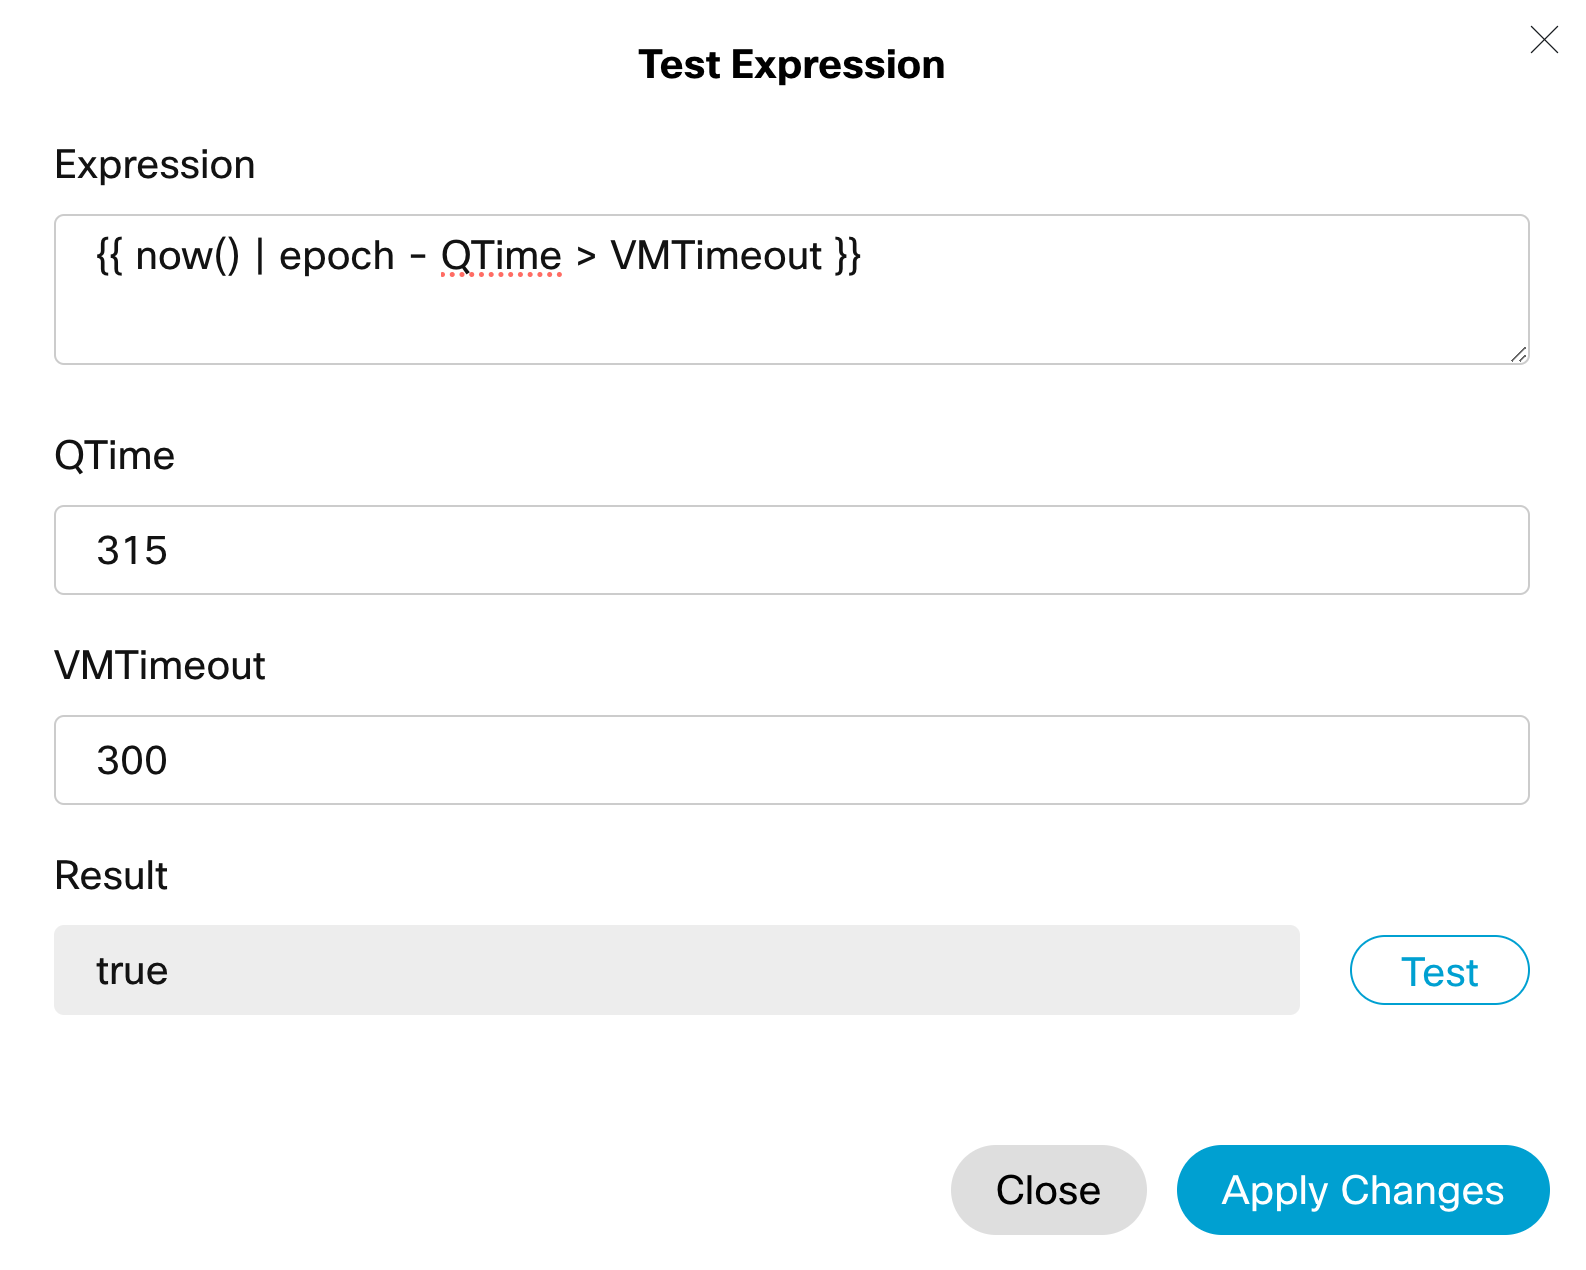 Test Expression
Expression
{{ now() | epoch - QTime > VMTimeout }}
QTime
315
VMTimeout
300
Result
true
Test
Close
Apply Changes